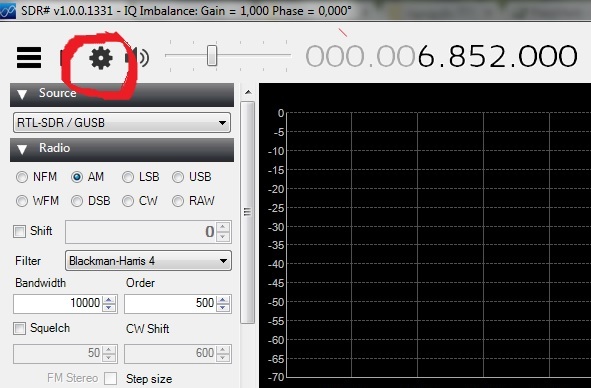 SDR# v1.0.0.1331 - IQ Imbalance: Gain = 1,000 Phase = 0,000°
000.006.852.000
Source
RTL-SDR / GUSB
Radio
NFM AM LSB USB
WFM DSB CW RAW
Shift 0
Filter Blackman-Harris 4
Bandwidth Order
10000 500
Squelch CW Shift
50 600
FM Stereo Step size
0
-5
-10
-15
-20
-25
-30
-35
-40
-45
-50
-55
-60
-65
-70